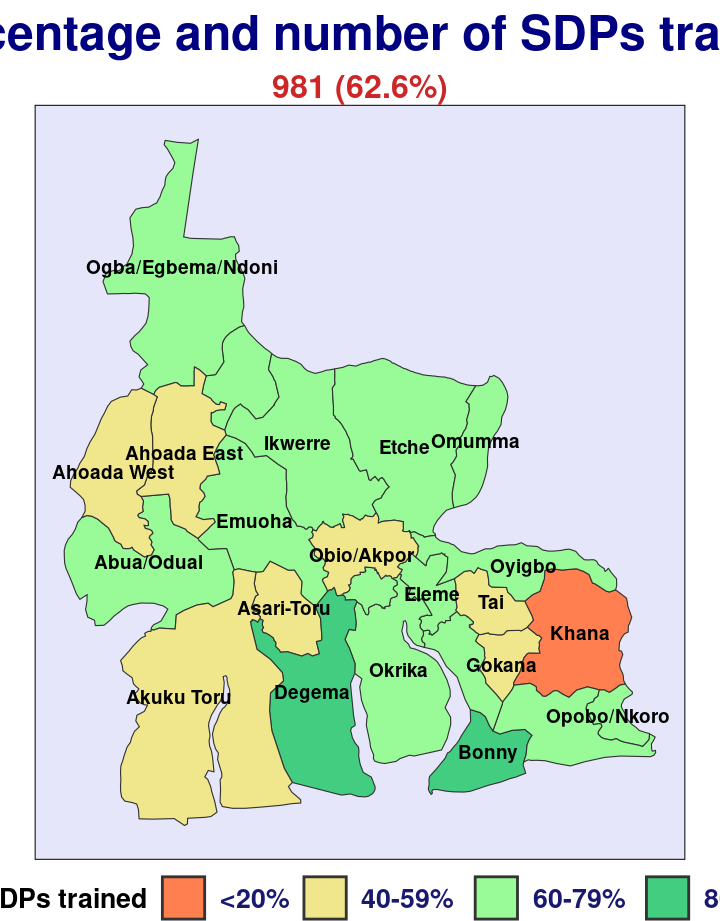 centage and number of SDPs tra
981 (62.6%)
Ogba/Egbema/Ndoni
Ikwerre
Etche
Omumma
Ahoada East
Ahoada West
Emuoha
Obio/Akpor
Abua/Odual
Oyigbo
Eleme
Tai
Asari-Toru
Khana
Gokana
Okrika
Akuku Toru
Degema
Opobo/Nkoro
Bonny
DPs trained <20% 40-59% 60-79% 8